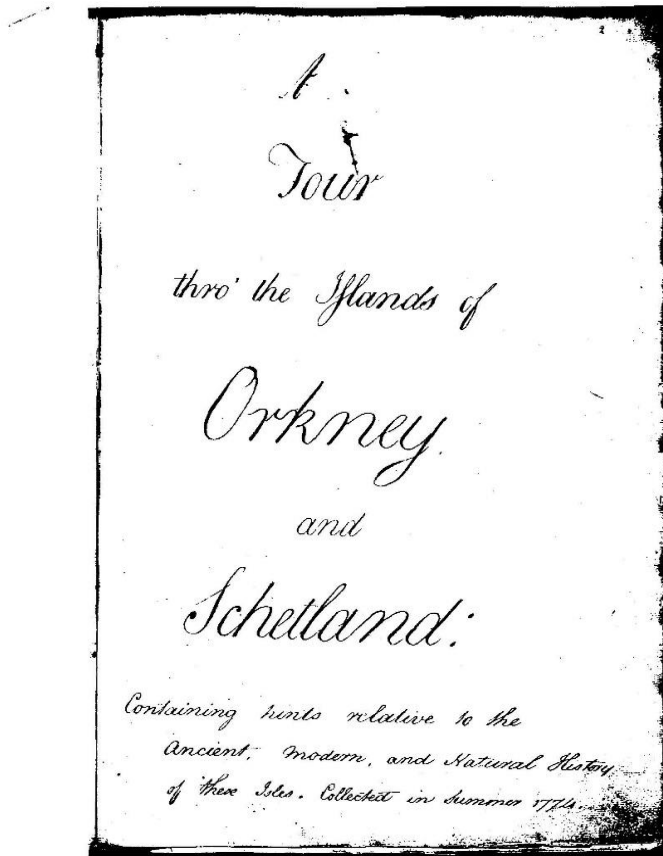 A
Tour
thro' the Islands of
Orkney
and
Schetland:
Containing hints relative to the
Ancient, Modern, and Natural History
of these Isles. Collected in Summer 1774.